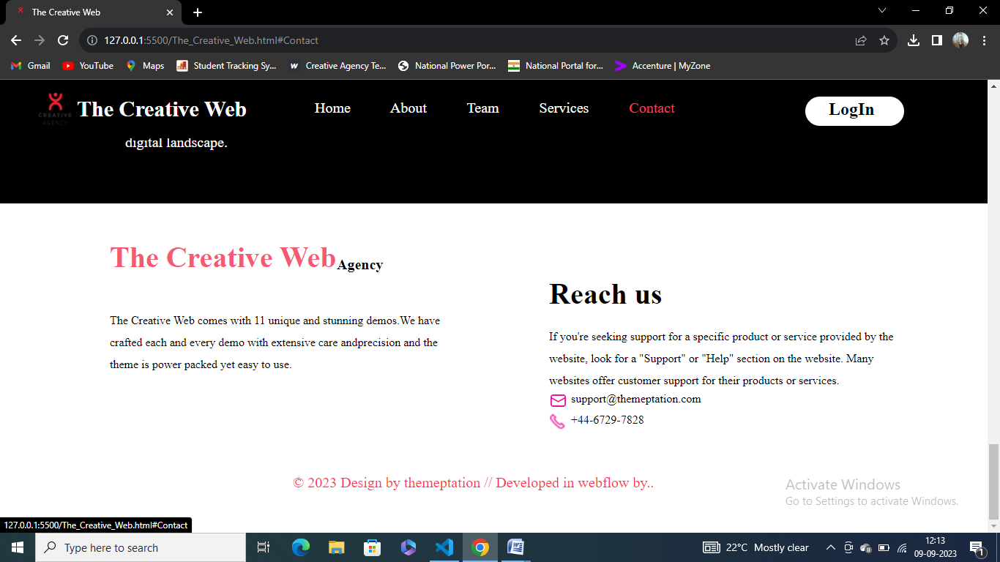 The Creative Web
127.0.0.1:5500/The_Creative_Web.html#Contact
Gmail YouTube Maps Student Tracking Sy... Creative Agency Te... National Power Por... National Portal for... Accenture | MyZone
CREATIVE
AGENCY
The Creative Web Home About Team Services Contact LogIn
digital landscape.
The Creative Web Agency
Reach us
The Creative Web comes with 11 unique and stunning demos.We have
crafted each and every demo with extensive care andprecision and the
theme is power packed yet easy to use.
If you're seeking support for a specific product or service provided by the
website, look for a "Support" or "Help" section on the website. Many
websites offer customer support for their products or services.
support@themeptation.com
+44-6729-7828
© 2023 Design by themeptation // Developed in webflow by..
Activate Windows
Go to Settings to activate Windows.
127.0.0.1:5500/The_Creative_Web.html#Contact
Type here to search
22°C Mostly clear
12:13
09-09-2023
1